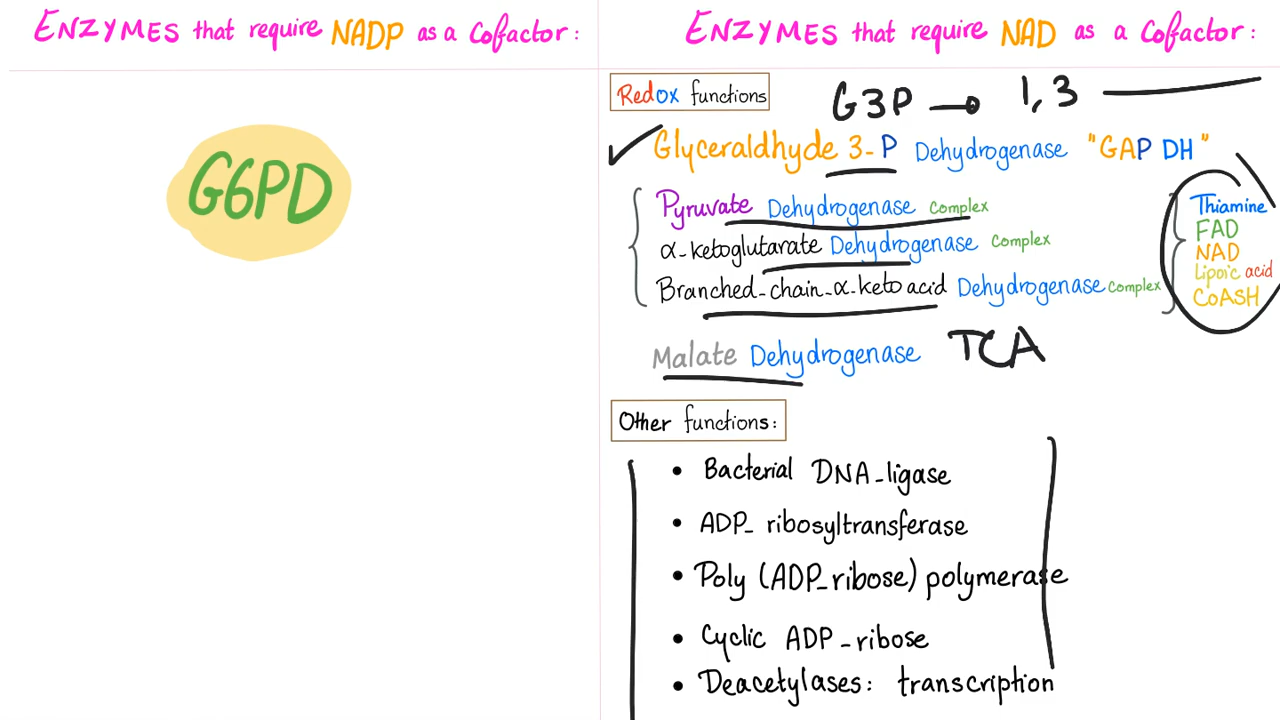 ENZYMES that require NADP as a Cofactor:
G6PD
ENZYMES that require NAD as a Cofactor:
Redox functions
G3P → 1,3
Glyceraldhyde 3-P Dehydrogenase "GAP DH"
Pyruvate Dehydrogenase Complex
α-ketoglutarate Dehydrogenase Complex
Branched-chain-α-keto acid Dehydrogenase Complex
Thiamine
FAD
NAD
Lipoic acid
CoASH
Malate Dehydrogenase TCA
Other functions:
• Bacterial DNA-ligase
• ADP-ribosyltransferase
• Poly (ADP-ribose) polymerase
• Cyclic ADP-ribose
• Deacetylases: transcription